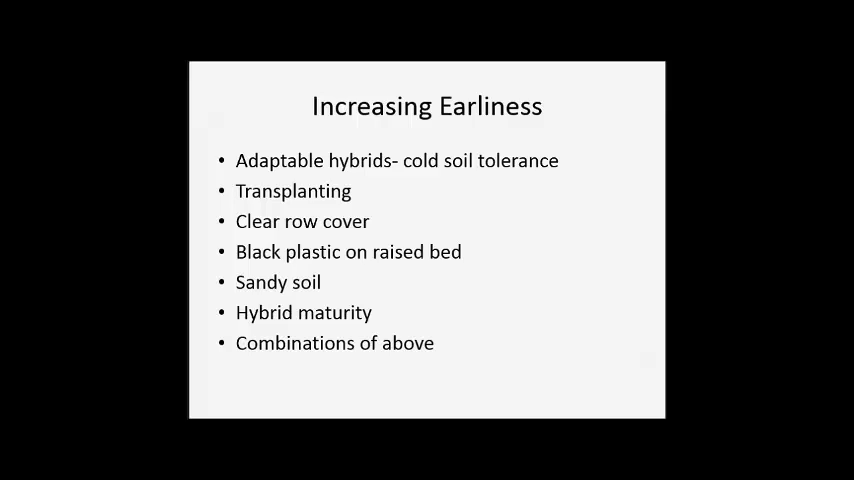 Increasing Earliness
• Adaptable hybrids- cold soil tolerance
• Transplanting
• Clear row cover
• Black plastic on raised bed
• Sandy soil
• Hybrid maturity
• Combinations of above